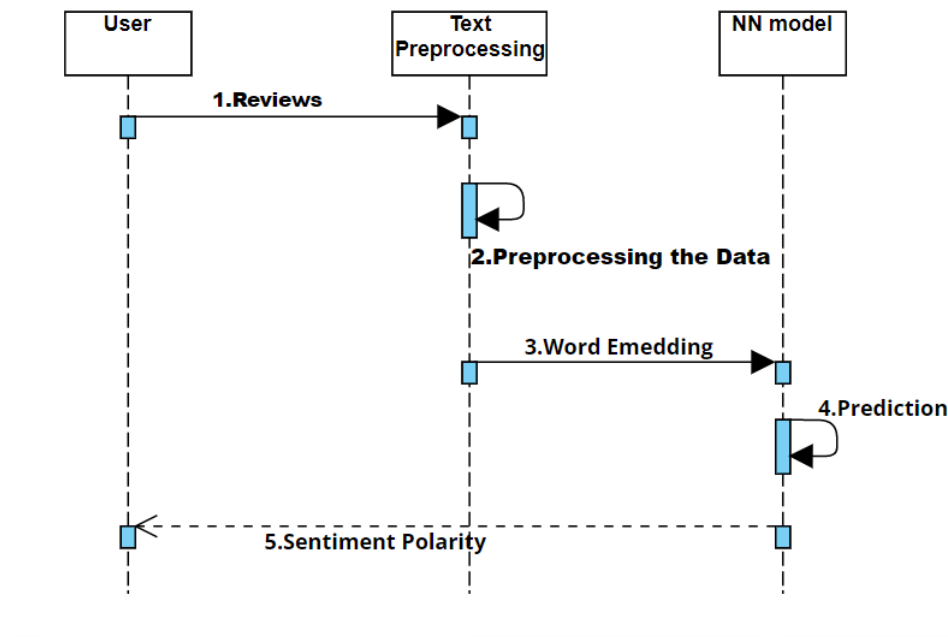 User
Text
Preprocessing
NN model
1.Reviews
2.Preprocessing the Data
3.Word Emedding
4.Prediction
5.Sentiment Polarity